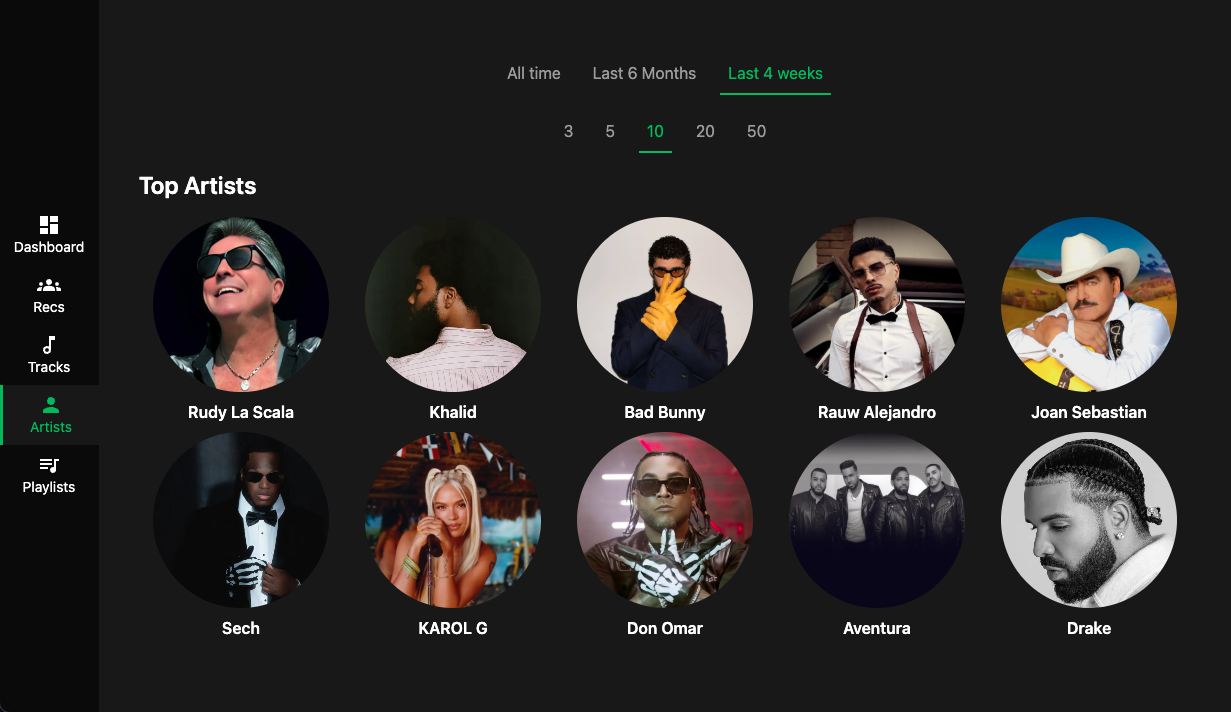 All time Last 6 Months Last 4 weeks
3 5 10 20 50
Top Artists
Dashboard
Recs
Tracks
Artists
Playlists
Rudy La Scala Khalid Bad Bunny Rauw Alejandro Joan Sebastian
Sech KAROL G Don Omar Aventura Drake